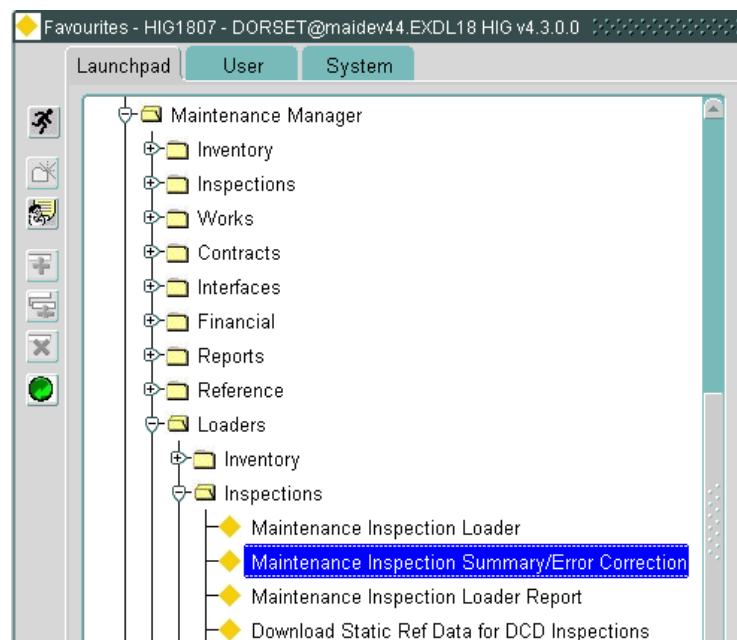 Favourites - HIG1807 - DORSET@maidev44.EXDL18 HIG v4.3.0.0
Launchpad User System
Maintenance Manager
Inventory
Inspections
Works
Contracts
Interfaces
Financial
Reports
Reference
Loaders
Inventory
Inspections
Maintenance Inspection Loader
Maintenance Inspection Summary/Error Correction
Maintenance Inspection Loader Report
Download Static Ref Data for DCD Inspections